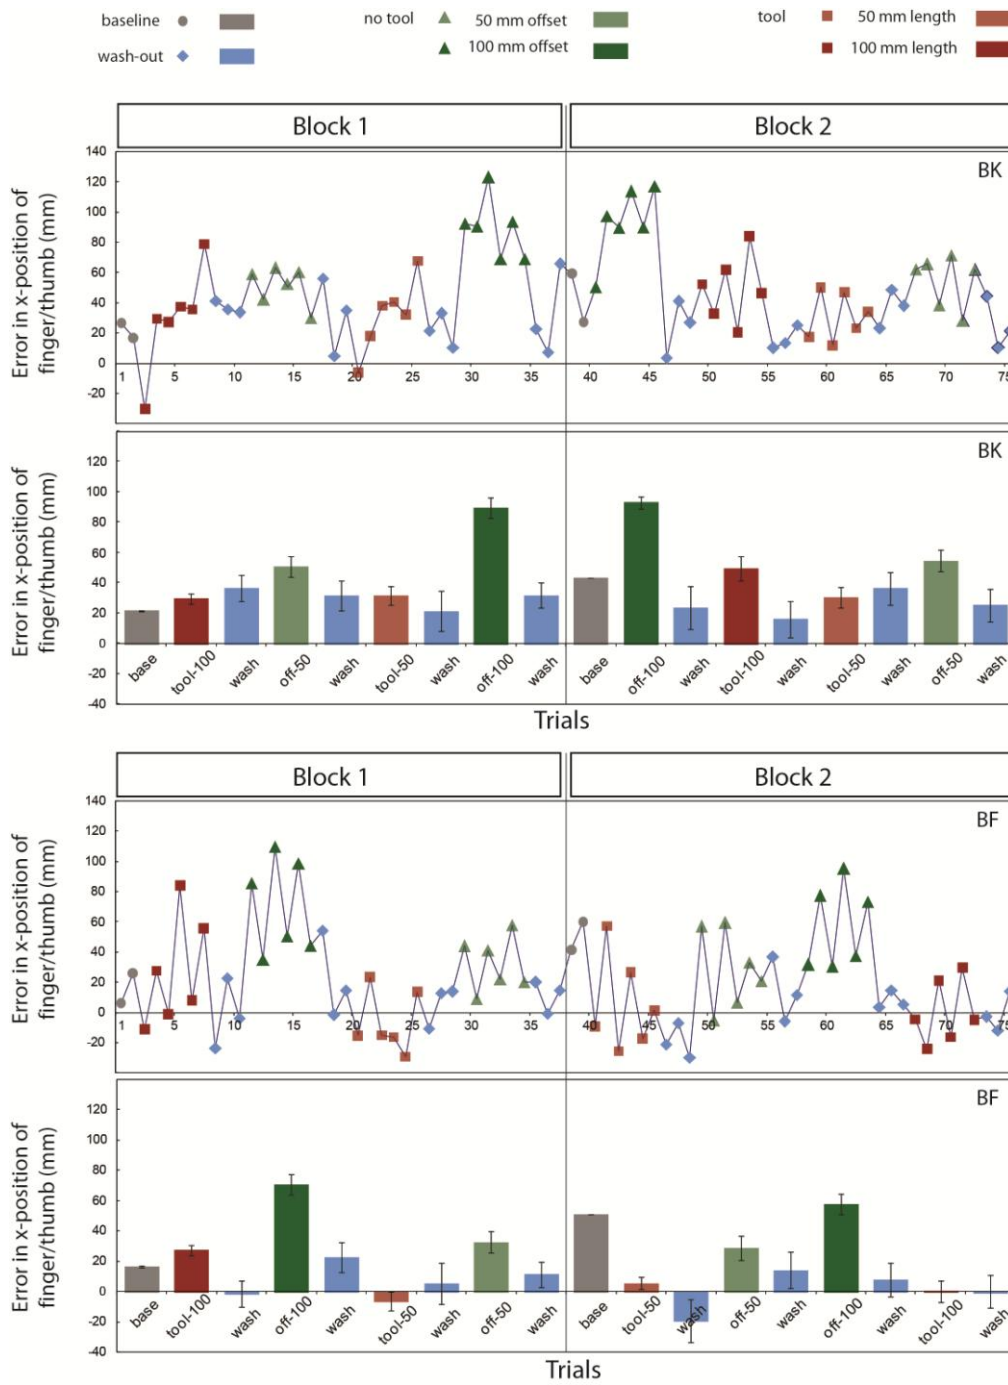 baseline no tool 50 mm offset tool 50 mm length
wash-out 100 mm offset 100 mm length
Block 1 Block 2
BK
Error in x-position of
finger/thumb (mm)
140
120
100
80
60
40
20
0
-20
1 5 10 15 20 25 30 35 40 45 50 55 60 65 70 75
BK
Error in x-position of
finger/thumb (mm)
120
100
80
60
40
20
0
-20
-40
base tool-100 wash off-50 wash tool-50 wash off-100 wash base off-100 wash tool-100 wash tool-50 wash off-50 wash
Trials
Block 1 Block 2
BF
Error in x-position of
finger/thumb (mm)
140
120
100
80
60
40
20
0
-20
1 5 10 15 20 25 30 35 40 45 50 55 60 65 70 75
BF
Error in x-position of
finger/thumb (mm)
120
100
80
60
40
20
0
-20
-40
base tool-100 wash off-100 wash tool-50 wash off-50 wash base tool-50 wash off-50 wash off-100 wash tool-100 wash
Trials